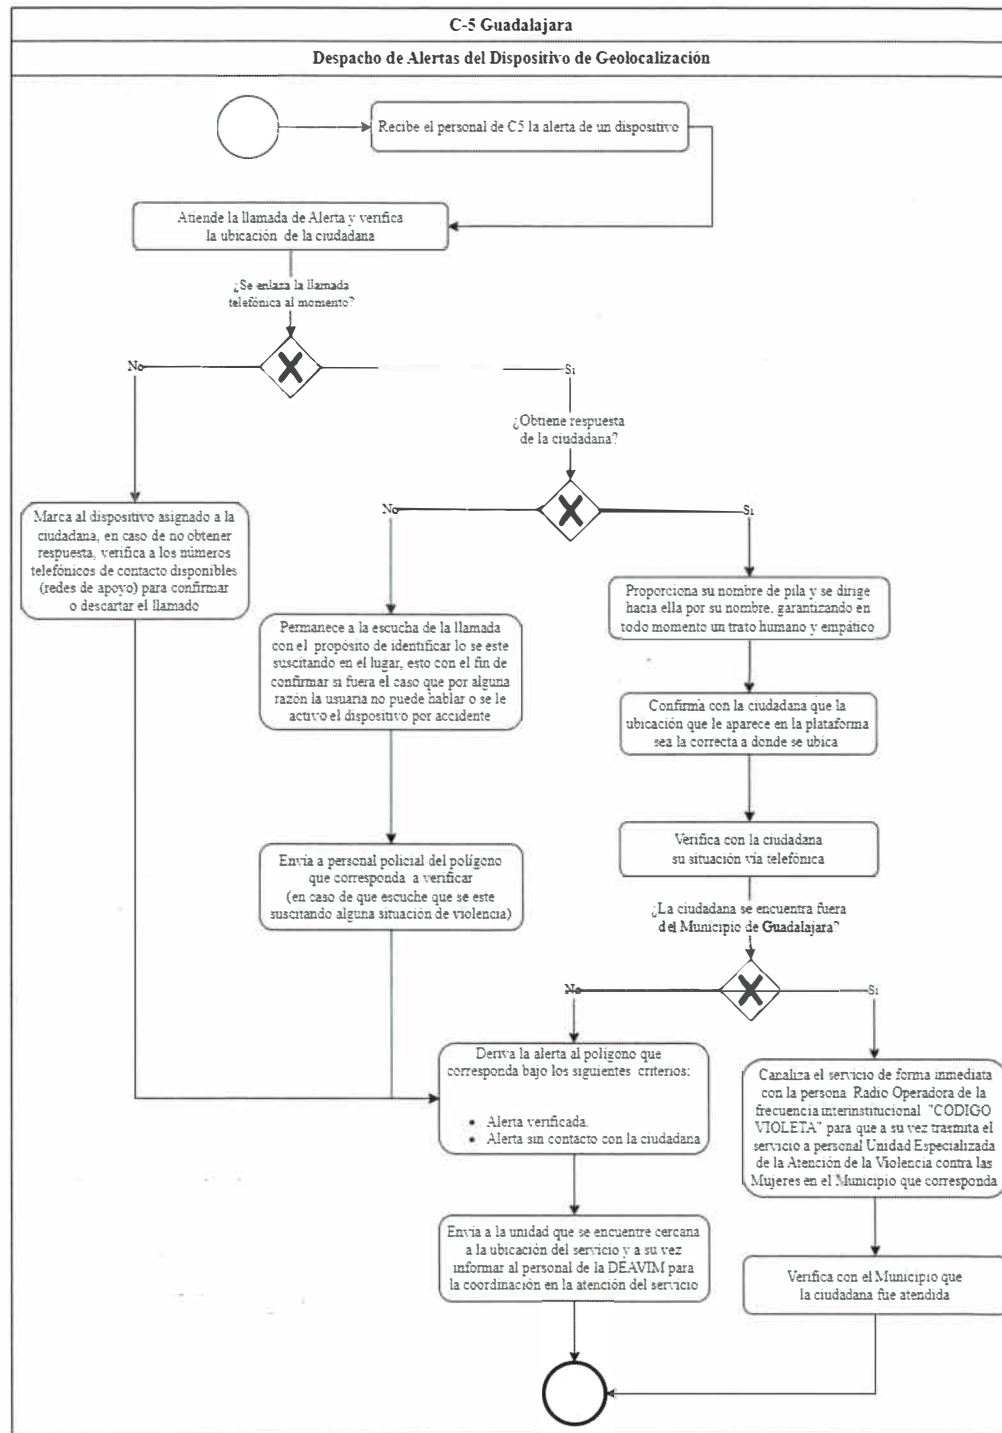 C-5 Guadalajara
Despacho de Alertas del Dispositivo de Geolocalización
Recibe el personal de C5 la alerta de un dispositivo
Atiende la llamada de Alerta y verifica
la ubicación de la ciudadana
¿Se enlaza la llamada
telefónica al momento?
No
Si
¿Obtiene respuesta
de la ciudadana?
No
Si
Marca al dispositivo asignado a la
ciudadana, en caso de no obtener
respuesta, verifica a los números
telefónicos de contacto disponibles
(redes de apoyo) para confirmar
o descartar el llamado
Permanece a la escucha de la llamada
con el propósito de identificar lo se este
suscitando en el lugar, esto con el fin de
confirmar si fuera el caso que por alguna
razón la usuaria no puede hablar o se le
activo el dispositivo por accidente
Proporciona su nombre de pila y se dirige
hacia ella por su nombre, garantizando en
todo momento un trato humano y empático
Confirma con la ciudadana que la
ubicación que le aparece en la plataforma
sea la correcta a donde se ubica
Verifica con la ciudadana
su situación vía telefónica
Envía a personal policial del polígono
que corresponda a verificar
(en caso de que escuche que se este
suscitando alguna situación de violencia)
¿La ciudadana se encuentra fuera
del Municipio de Guadalajara?
No
Si
Deriva la alerta al polígono que
corresponda bajo los siguientes criterios:
• Alerta verificada.
• Alerta sin contacto con la ciudadana
Canaliza el servicio de forma inmediata
con la persona Radio Operadora de la
frecuencia interinstitucional "CODIGO
VIOLETA" para que a su vez trasmita el
servicio a personal Unidad Especializada
de la Atención de la Violencia contra las
Mujeres en el Municipio que corresponda
Envía a la unidad que se encuentre cercana
a la ubicación del servicio y a su vez
informar al personal de la DEAVIM para
la coordinación en la atención del servicio
Verifica con el Municipio que
la ciudadana fue atendida